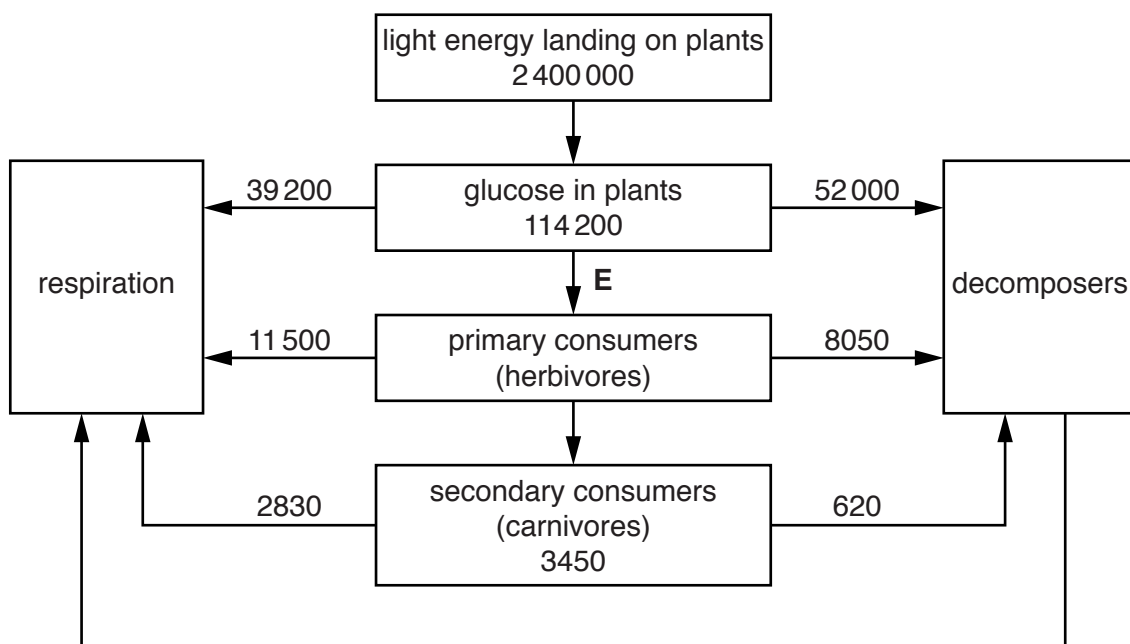 light energy landing on plants
2 400 000
39 200
glucose in plants
114 200
52 000
respiration
E
decomposers
11 500
primary consumers
(herbivores)
8050
2830
secondary consumers
(carnivores)
3450
620